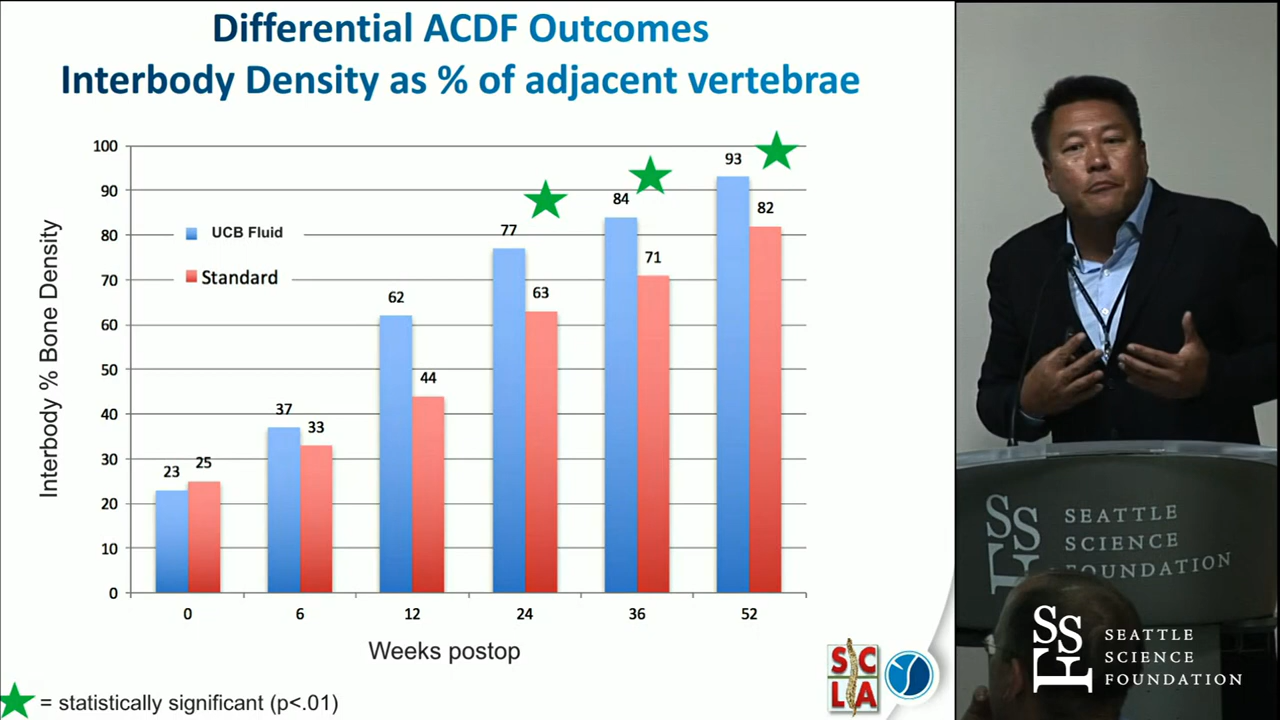 Differential ACDF Outcomes
Interbody Density as % of adjacent vertebrae
Interbody % Bone Density
100
90
80
70
60
50
40
30
20
10
0
UCB Fluid
Standard
23
25
37
33
62
44
77
63
84
71
93
82
0
6
12
24
36
52
Weeks postop
= statistically significant (p<.01)
SC
LA
SSF
SEATTLE
SCIENCE
FOUNDATION
SSF
SEATTLE
SCIENCE
FOUNDATION